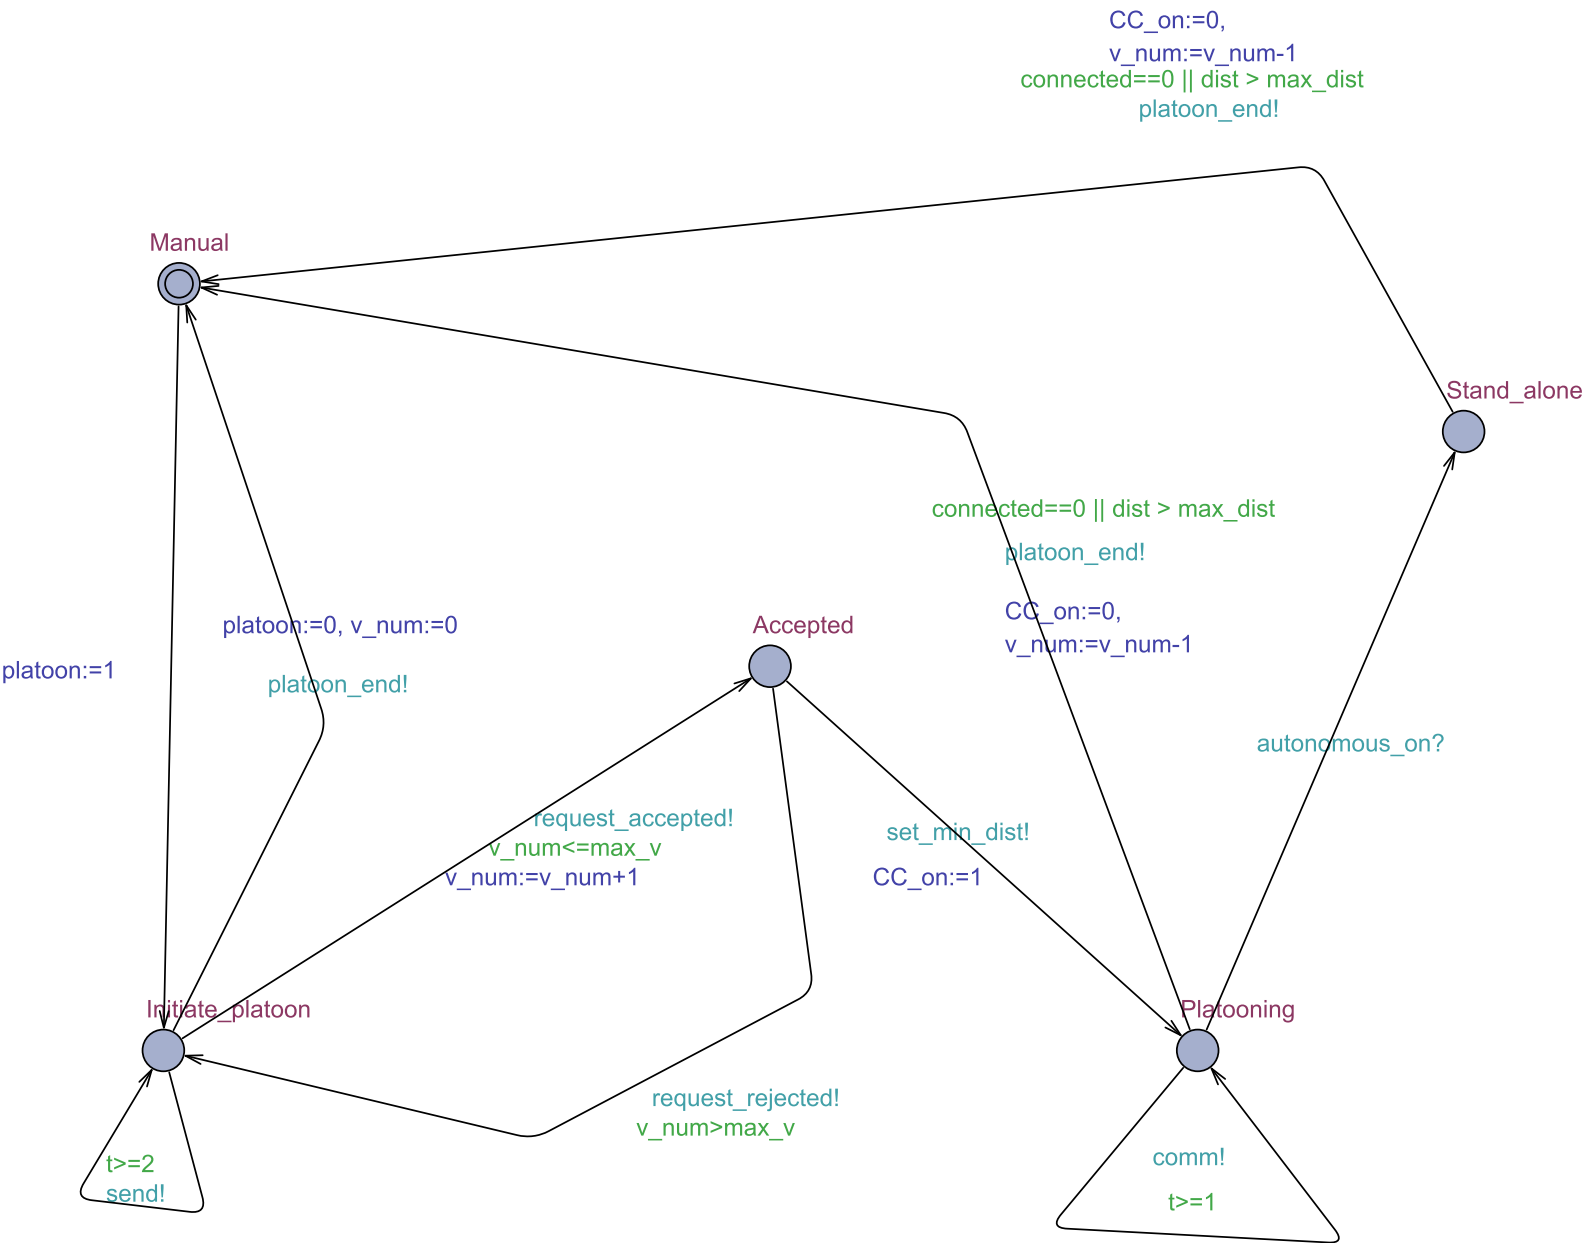 CC_on:=0,
v_num:=v_num-1
connected==0 || dist > max_dist
platoon_end!
Manual
Stand_alone
connected==0 || dist > max_dist
platoon_end!
CC_on:=0,
v_num:=v_num-1
platoon:=0, v_num:=0
platoon_end!
platoon:=1
Accepted
autonomous_on?
request_accepted!
v_num<=max_v
v_num:=v_num+1
set_min_dist!
CC_on:=1
Initiate_platoon
Platooning
request_rejected!
v_num>max_v
t>=2
send!
comm!
t>=1